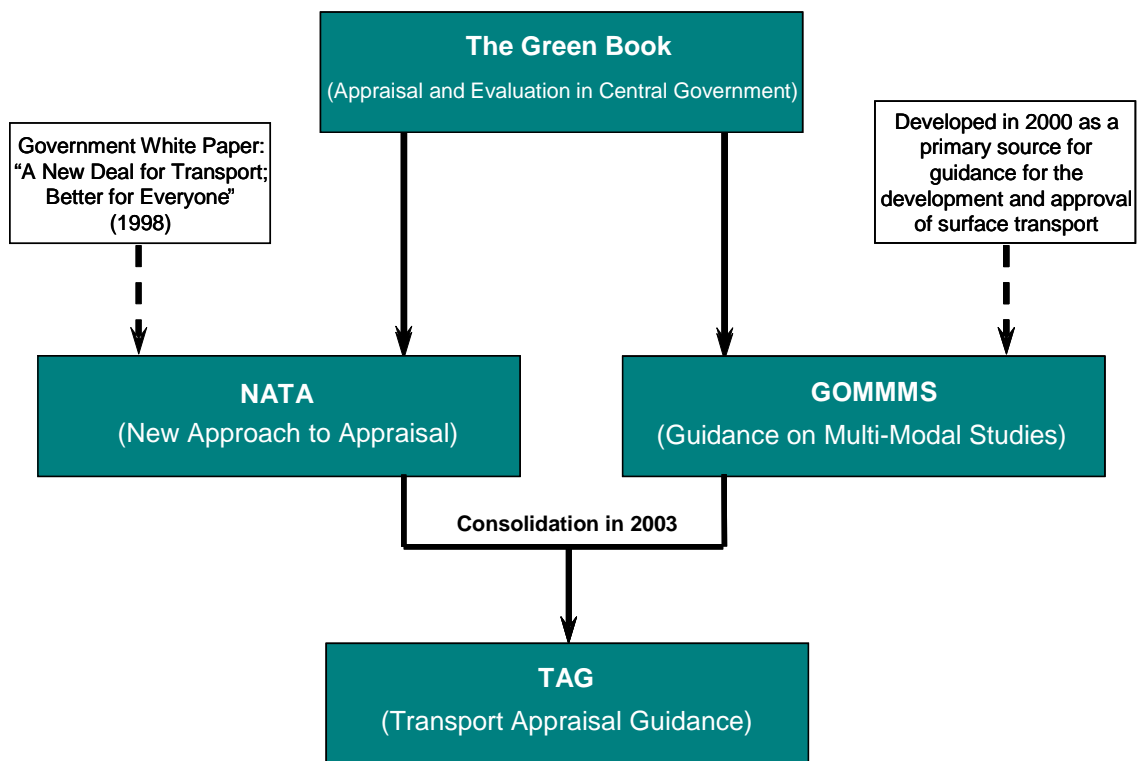 The Green Book
(Appraisal and Evaluation in Central Government)
Government White Paper:
“A New Deal for Transport;
Better for Everyone”
(1998)
Developed in 2000 as a
primary source for
guidance for the
development and approval
of surface transport
NATA
(New Approach to Appraisal)
GOMMMS
(Guidance on Multi-Modal Studies)
Consolidation in 2003
TAG
(Transport Appraisal Guidance)